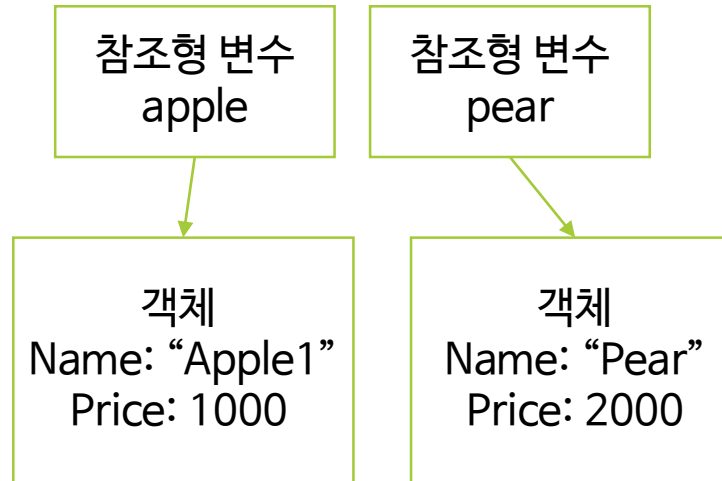 참조형 변수
apple
참조형 변수
pear
객체
Name: “Apple1”
Price: 1000
객체
Name: “Pear”
Price: 2000